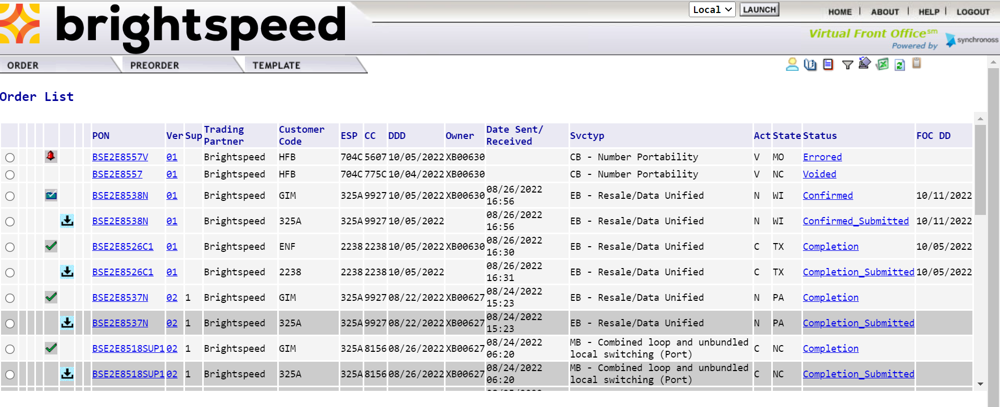 brightspeed
Local LAUNCH HOME | ABOUT | HELP | LOGOUT
Virtual Front Office℠
Powered by synchronoss
ORDER PREORDER TEMPLATE
Order List
PON Ver Sup Trading Partner Customer Code ESP CC DDD Owner Date Sent/ Received Svctyp Act State Status FOC DD
BSE2E8557V 01 Brightspeed HFB 704C 5607 10/05/2022 XB00630 CB - Number Portability V MO Errored
BSE2E8557 01 Brightspeed HFB 704C 775C 10/04/2022 XB00630 CB - Number Portability V NC Voided
BSE2E8538N 01 Brightspeed GIM 325A 9927 10/05/2022 XB00630 08/26/2022 16:56 EB - Resale/Data Unified N WI Confirmed 10/11/2022
BSE2E8538N 01 Brightspeed 325A 325A 9927 10/05/2022 08/26/2022 16:56 EB - Resale/Data Unified N WI Confirmed_Submitted 10/11/2022
BSE2E8526C1 01 Brightspeed ENF 2238 2238 10/05/2022 XB00630 08/26/2022 16:30 EB - Resale/Data Unified C TX Completion 10/05/2022
BSE2E8526C1 01 Brightspeed 2238 2238 2238 10/05/2022 08/26/2022 16:31 EB - Resale/Data Unified C TX Completion_Submitted 10/05/2022
BSE2E8537N 02 1 Brightspeed GIM 325A 9927 08/22/2022 XB00627 08/24/2022 15:23 EB - Resale/Data Unified N PA Completion
BSE2E8537N 02 1 Brightspeed 325A 325A 9927 08/22/2022 XB00627 08/24/2022 15:23 EB - Resale/Data Unified N PA Completion_Submitted
BSE2E8518SUP1 02 1 Brightspeed GIM 325A 8156 08/26/2022 XB00627 08/24/2022 06:20 MB - Combined loop and unbundled local switching (Port) C NC Completion
BSE2E8518SUP1 02 1 Brightspeed 325A 325A 8156 08/26/2022 XB00627 08/24/2022 06:20 MB - Combined loop and unbundled local switching (Port) C NC Completion_Submitted